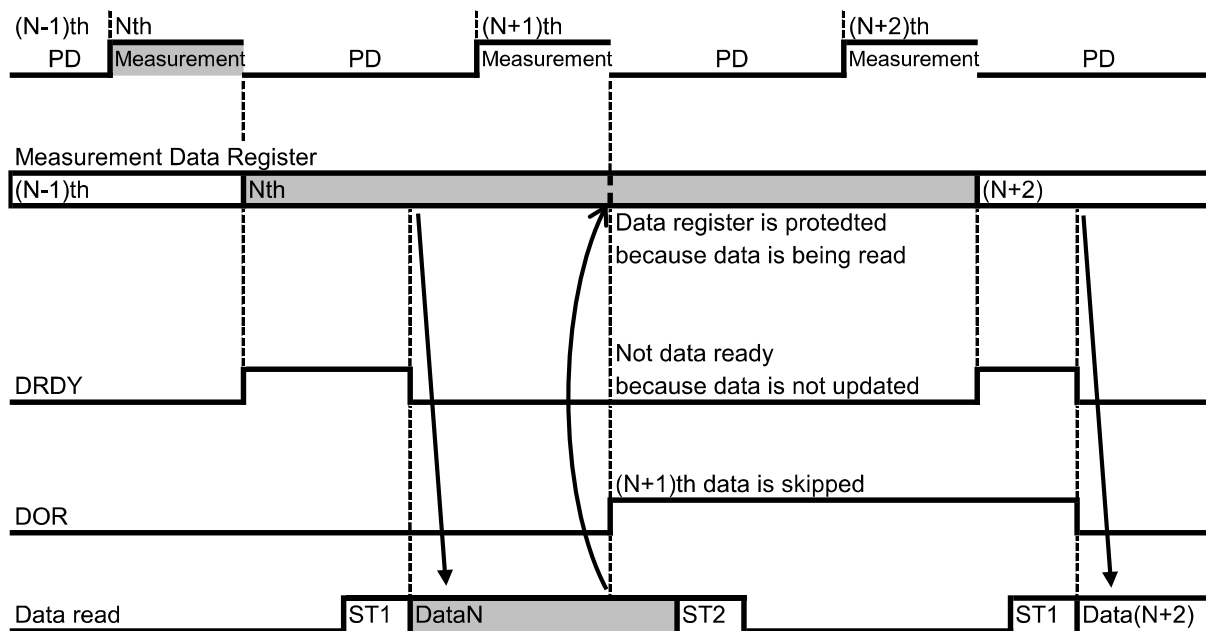 (N-1)th Nth (N+1)th (N+2)th
PD Measurement PD Measurement PD Measurement PD
Measurement Data Register
(N-1)th Nth (N+2)
Data register is protedted
because data is being read
Not data ready
DRDY because data is not updated
(N+1)th data is skipped
DOR
Data read ST1 DataN ST2 ST1 Data(N+2)